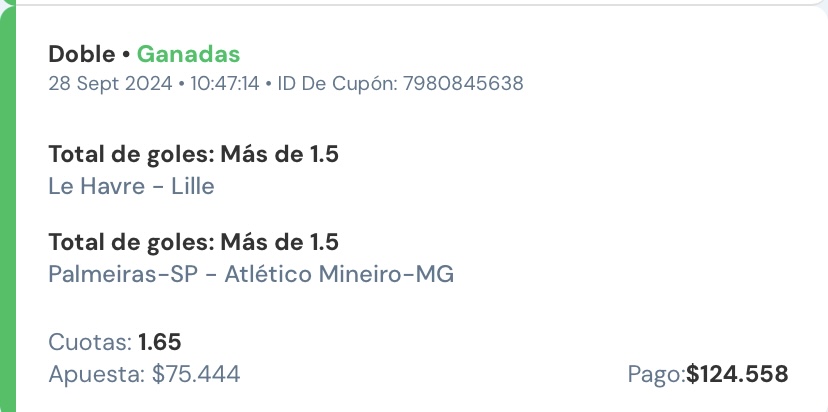 Doble • Ganadas
28 Sept 2024 • 10:47:14 • ID De Cupón: 7980845638
Total de goles: Más de 1.5
Le Havre - Lille
Total de goles: Más de 1.5
Palmeiras-SP - Atlético Mineiro-MG
Cuotas: 1.65
Apuesta: $75.444 Pago:$124.558